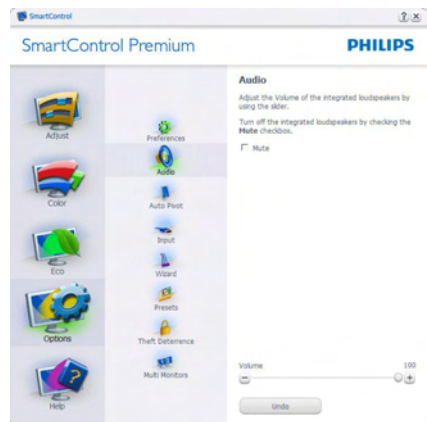 SmartControl
SmartControl Premium
PHILIPS
Adjust
Color
Eco
Options
Help
Preferences
Audio
Auto Pivot
Input
Wizard
Presets
Theft Deterrence
Multi Monitors
Audio
Adjust the Volume of the integrated loudspeakers by
using the slider.
Turn off the integrated loudspeakers by checking the
Mute checkbox.
Mute
Volume 100
Undo